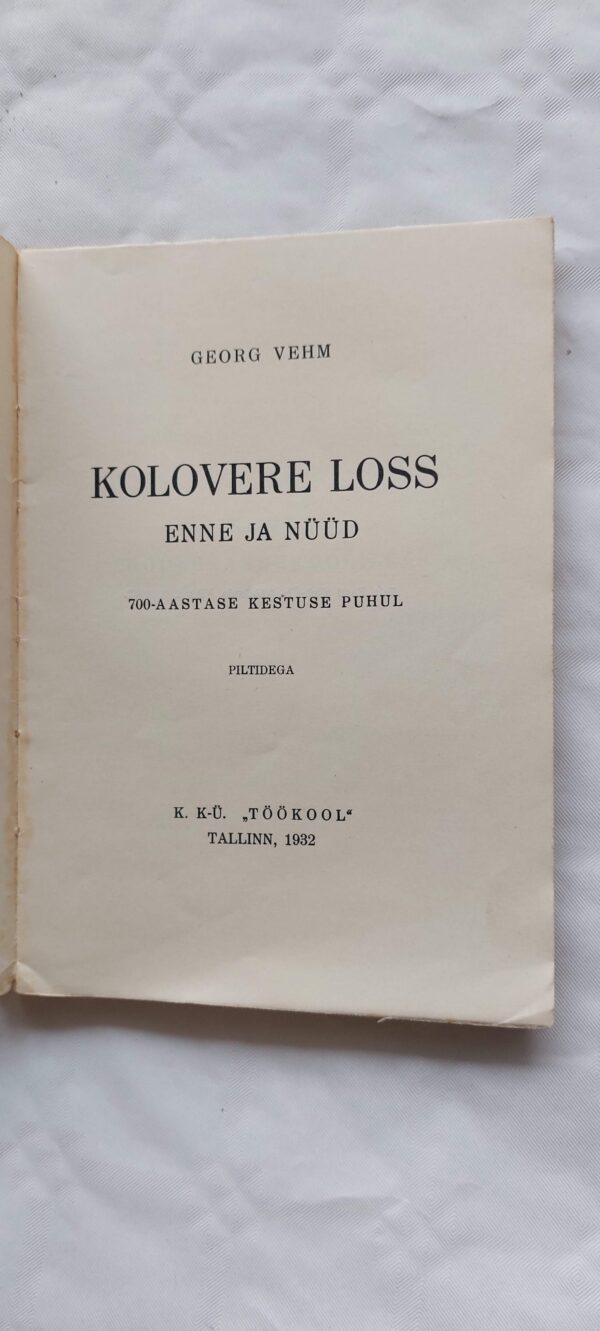 GEORG VEHM
KOLOVERE LOSS
ENNE JA NÜÜD
700-AASTASE KESTUSE PUHUL
PILTIDEGA
K. K-Ü. „TÖÖKOOL“
TALLINN, 1932